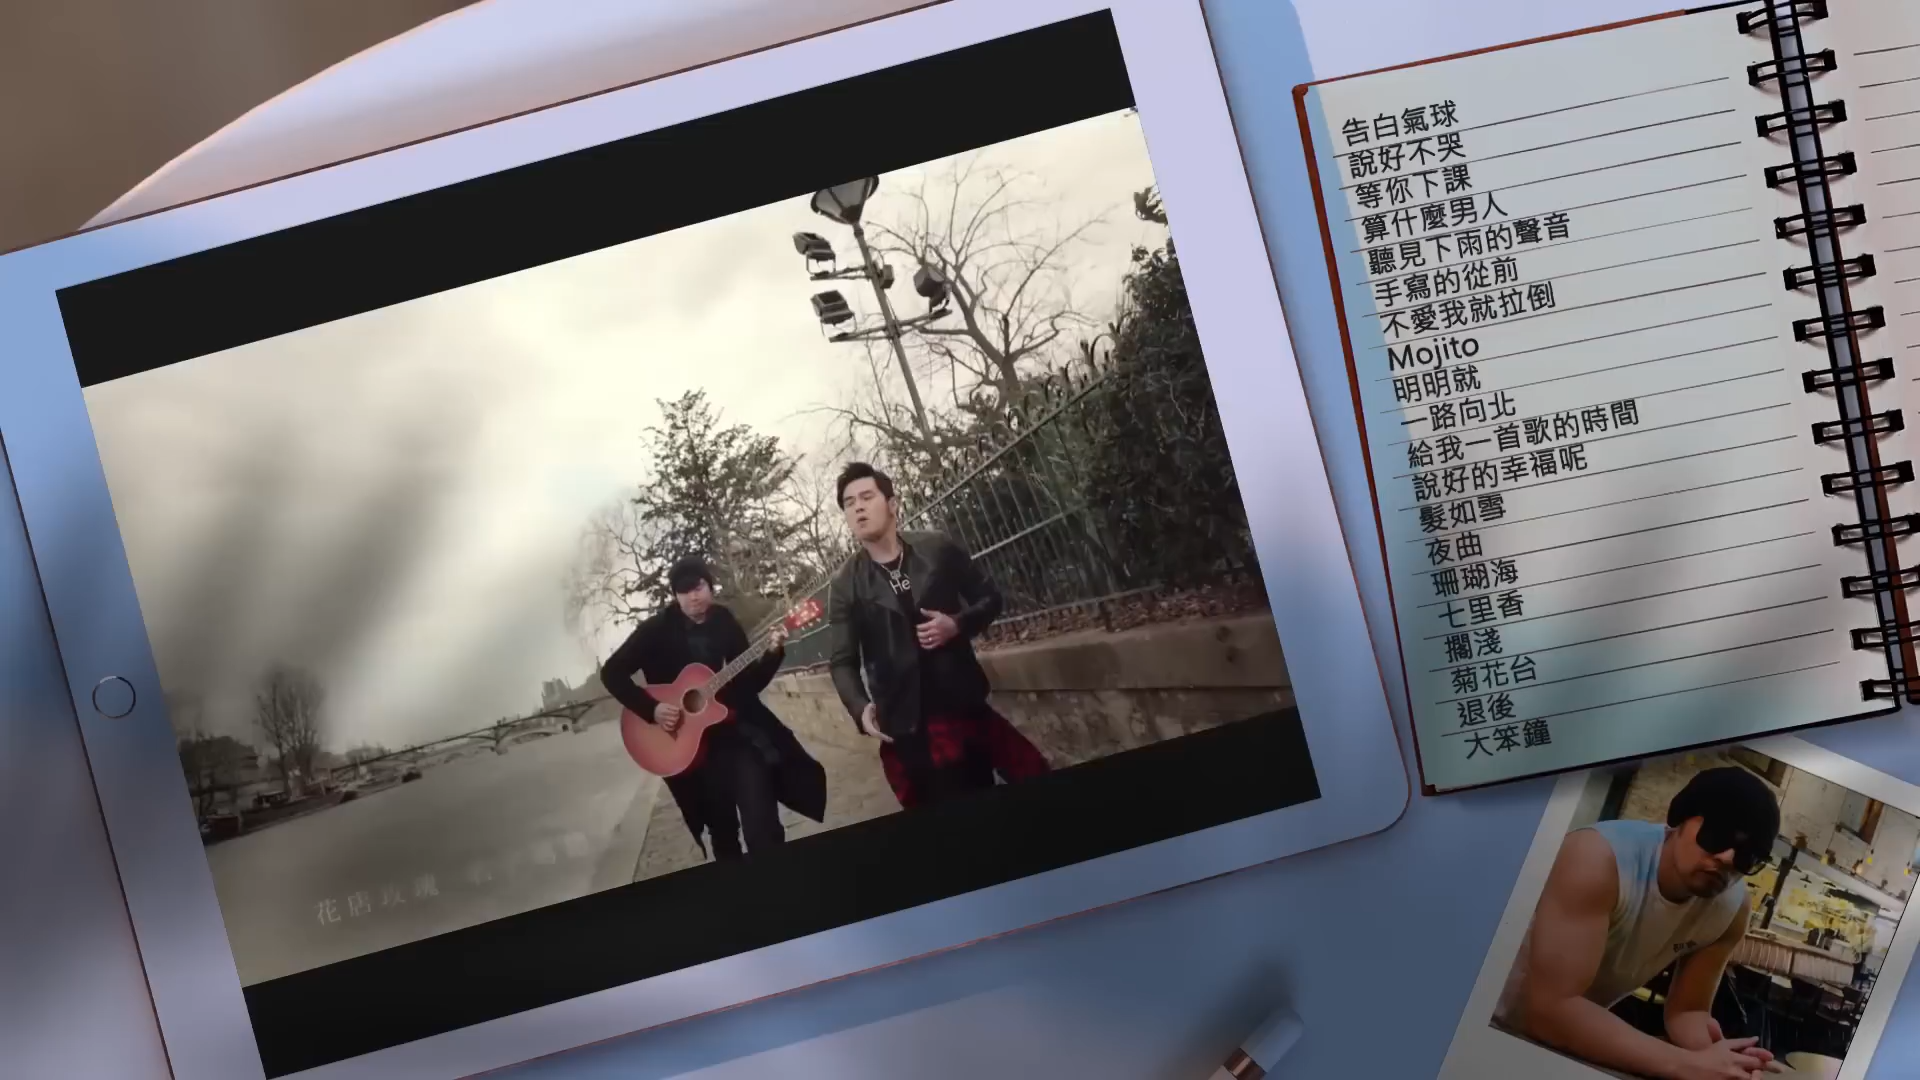 告白氣球
說好不哭
等你下課
算什麼男人
聽見下雨的聲音
手寫的從前
不愛我就拉倒
Mojito
明明就
一路向北
給我一首歌的時間
說好的幸福呢
髮如雪
夜曲
珊瑚海
七里香
擱淺
菊花台
退後
大笨鐘
He
花店玫瑰